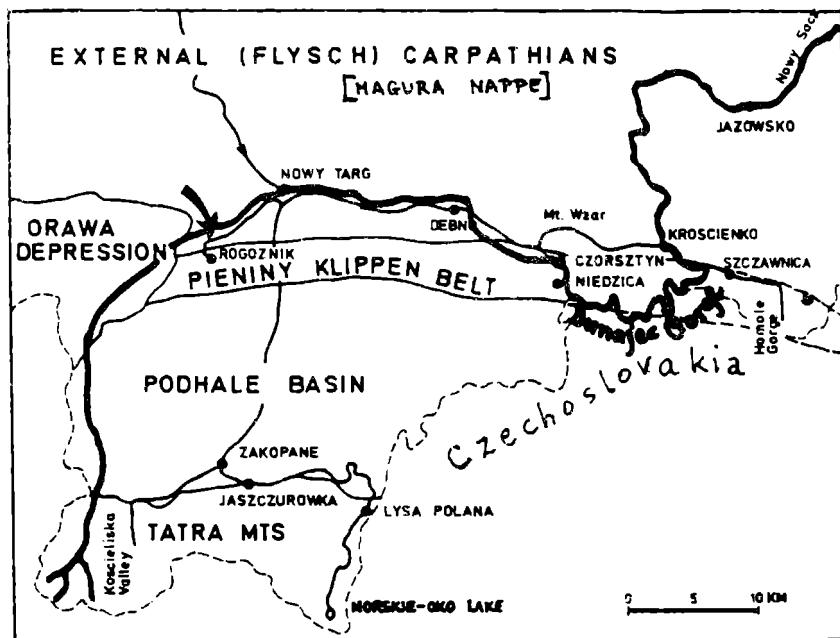 EXTERNAL (FLYSCH) CARPATHIANS
[MAGURA NAPPE]
Nowy Sącz
JAZOWSKO
NOWY TARG
ORAWA
DEPRESSION
DEBNO
Mt. Wzar
KROSCIENKO
ROGOZNIK
CZORSZTYN
SZCZAWNICA
PIENINY KLIPPEN BELT
NIEDZICA
Dunajec Gorge
Homole
Gorge
PODHALE BASIN
Czechoslovakia
ZAKOPANE
JASZCZUROWKA
LYSA POLANA
TATRA MTS
Koscieliska
Valley
MORSKIE-OKO LAKE
0 5 10 KM